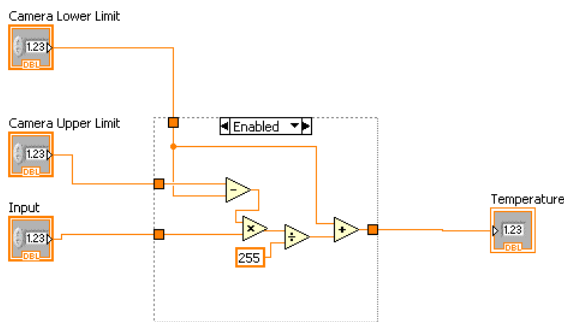 Camera Lower Limit
1.23
DBL
Camera Upper Limit
Enabled
1.23
DBL
−
Input
Temperature
1.23
DBL
×
÷
+
1.23
DBL
255